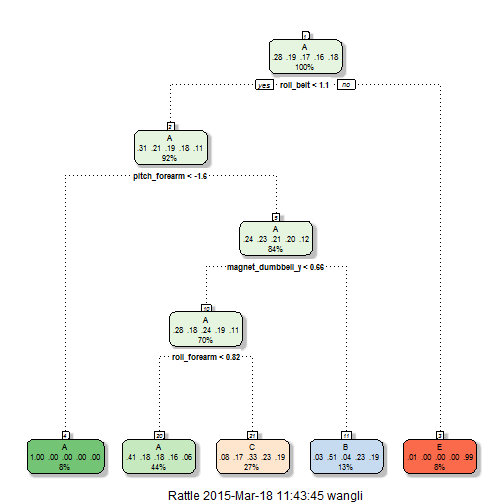 1
A
.28 .19 .17 .16 .18
100%
yes roll_belt < 1.1 no
2
A
.31 .21 .19 .18 .11
92%
pitch_forearm < -1.6
5
A
.24 .23 .21 .20 .12
84%
magnet_dumbbell_y < 0.66
10
A
.28 .18 .24 .19 .11
70%
roll_forearm < 0.82
4
A
1.00 .00 .00 .00 .00
8%
20
A
.41 .18 .18 .16 .06
44%
21
C
.08 .17 .33 .23 .19
27%
11
B
.03 .51 .04 .23 .19
13%
3
E
.01 .00 .00 .00 .99
8%
Rattle 2015-Mar-18 11:43:45 wangli